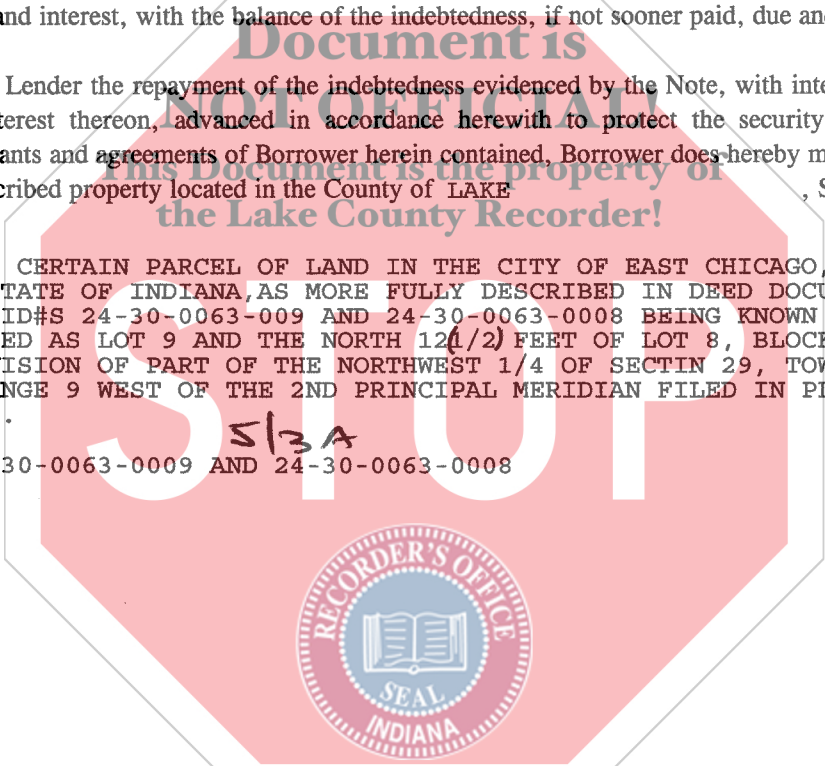 and interest, with the balance of the indebtedness, if not sooner paid, due an
Document is
Lender the repayment of the indebtedness evidenced by the Note, with inte
NOT OFFICIAL!
terest thereon, advanced in accordance herewith to protect the security
ants and agreements of Borrower herein contained, Borrower does hereby m
This Document is the property of
cribed property located in the County of LAKE , S
the Lake County Recorder!
CERTAIN PARCEL OF LAND IN THE CITY OF EAST CHICAGO,
TATE OF INDIANA,AS MORE FULLY DESCRIBED IN DEED DOCU
ID#S 24-30-0063-009 AND 24-30-0063-0008 BEING KNOWN
ED AS LOT 9 AND THE NORTH 12(1/2) FEET OF LOT 8, BLOCK
ISION OF PART OF THE NORTHWEST 1/4 OF SECTIN 29, TOW
NGE 9 WEST OF THE 2ND PRINCIPAL MERIDIAN FILED IN PL
.
5/3 A
30-0063-0009 AND 24-30-0063-0008
STOP
RECORDER'S OFFICE
SEAL
INDIANA